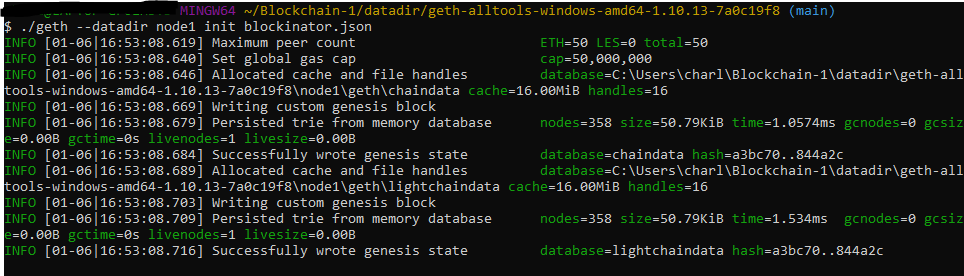 MINGW64 ~/Blockchain-1/datadir/geth-alltools-windows-amd64-1.10.13-7a0c19f8 (main)
$ ./geth --datadir node1 init blockinator.json
INFO [01-06|16:53:08.619] Maximum peer count ETH=50 LES=0 total=50
INFO [01-06|16:53:08.640] Set global gas cap cap=50,000,000
INFO [01-06|16:53:08.646] Allocated cache and file handles database=C:\Users\charl\Blockchain-1\datadir\geth-all
tools-windows-amd64-1.10.13-7a0c19f8\node1\geth\chaindata cache=16.00MiB handles=16
INFO [01-06|16:53:08.669] Writing custom genesis block
INFO [01-06|16:53:08.679] Persisted trie from memory database nodes=358 size=50.79KiB time=1.0574ms gcnodes=0 gcsiz
e=0.00B gctime=0s livenodes=1 livesize=0.00B
INFO [01-06|16:53:08.684] Successfully wrote genesis state database=chaindata hash=a3bc70..844a2c
INFO [01-06|16:53:08.689] Allocated cache and file handles database=C:\Users\charl\Blockchain-1\datadir\geth-all
tools-windows-amd64-1.10.13-7a0c19f8\node1\geth\lightchaindata cache=16.00MiB handles=16
INFO [01-06|16:53:08.703] Writing custom genesis block
INFO [01-06|16:53:08.709] Persisted trie from memory database nodes=358 size=50.79KiB time=1.534ms gcnodes=0 gcsiz
e=0.00B gctime=0s livenodes=1 livesize=0.00B
INFO [01-06|16:53:08.716] Successfully wrote genesis state database=lightchaindata hash=a3bc70..844a2c